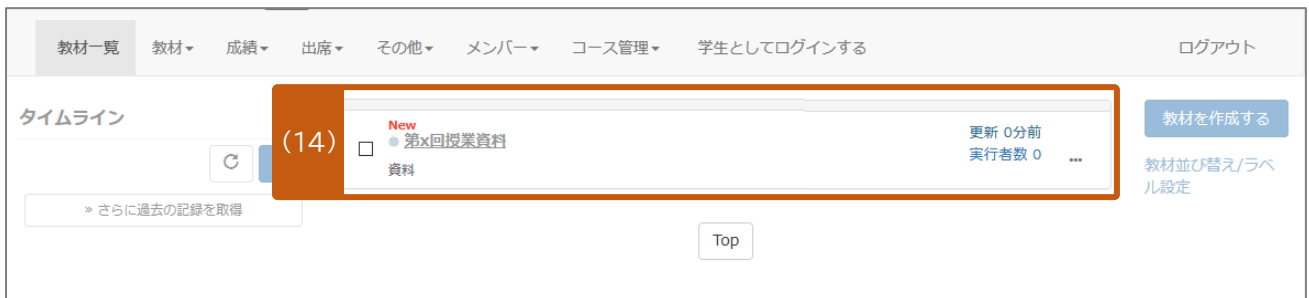 教材一覧 教材 成績 出席 その他 メンバー コース管理 学生としてログインする ログアウト
タイムライン
» さらに過去の記録を取得
(14)
New
第x回授業資料
資料
更新 0分前
実行者数 0
...
Top
教材を作成する
教材並び替え/ラベ
ル設定